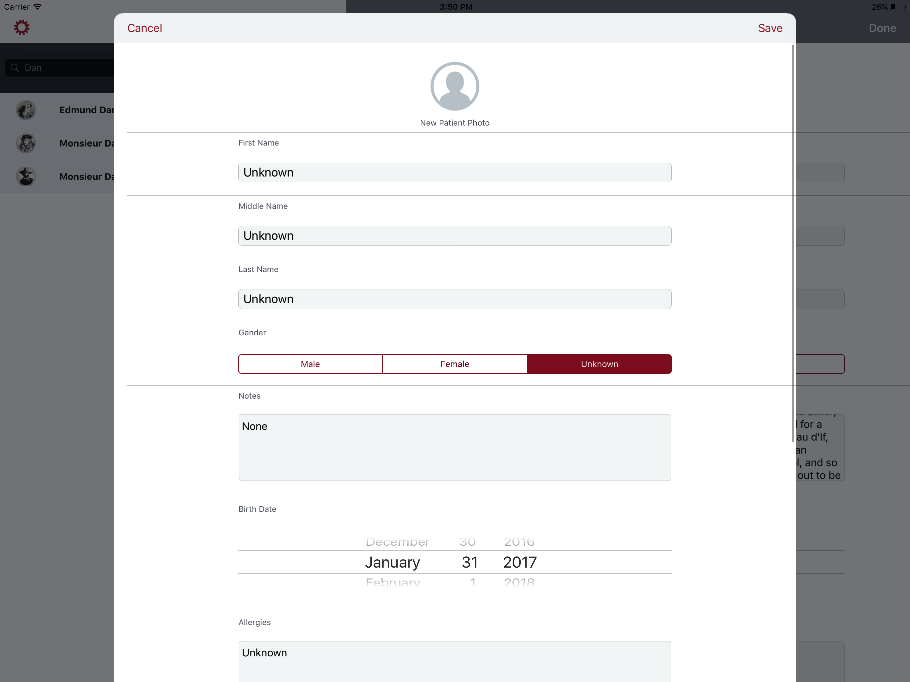 Carrier
3:50 PM
26%
Cancel
Save
Done
Dan
New Patient Photo
Edmund Dan
Monsieur Da
Monsieur Da
First Name
Unknown
Middle Name
Unknown
Last Name
Unknown
Gender
Male Female Unknown
Notes
None
d for a
au d'If,
an
l, and so
out to be
Birth Date
December 30 2016
January 31 2017
February 1 2018
Allergies
Unknown